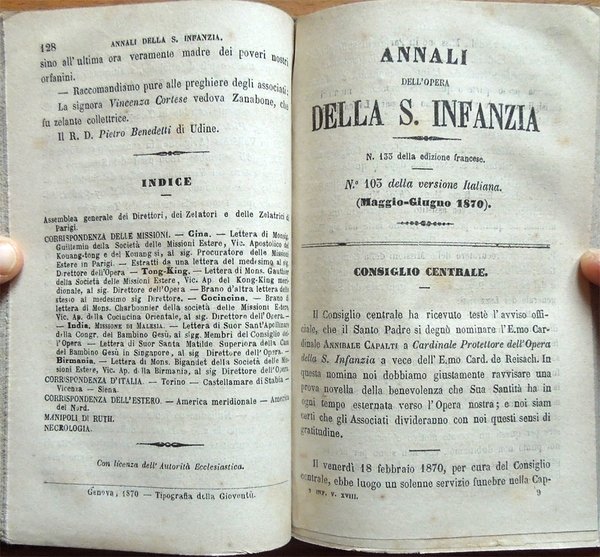 128 ANNALI DELLA S. INFANZIA.
sino all'ultima ora veramente madre dei poveri nostri
orfanini.
— Raccomandiamo pure alle preghiere degli associati:
La signora Vincenza Cortese vedova Zanabone, che
fu zelante collettrice.
Il R. D. Pietro Benedetti di Udine.
INDICE
Assemblea generale dei Direttori, dei Zelatori e delle Zelatrici di
Parigi.
CORRISPONDENZA DELLE MISSIONI. — Cina. — Lettera di Monsig.
Guillemin della Società delle Missioni Estere, Vic. Apostolico del
Kouang-tong e del Kouang si, al sig. Procuratore delle Missioni
Estere in Parigi. — Estratti da una lettera del medesimo al sig.
Direttore dell'Opera — Tong-King. — Lettera di Mons. Gauthier
della Società delle Missioni Estere, Vic. Ap. del Kong-King me-
ridionale, al sig. Direttore dell'Opera — Brano d'altra lettera dello
stesso al medesimo sig Direttore. — Cocincina. — Brano di
lettera di Mons. Charbonnier della società delle Missioni Estere,
Vic. Ap. della Cocincina Orientale, al sig. Direttore dell'Opera.
— India. MISSIONE DI MALESIA. — Lettera di Suor Sant'Apollinare
della Congr. dei Bambino Gesù, ai sigg. Membri del Consiglio del-
l'Opera — Lettera di Suor Santa Matilde Superiora della Casa
del Bambino Gesù in Singapore, al sig Direttore dell'Opera. —
Birmania. — Lettera di Mons. Bigandet della Società delle Mis-
sioni Estere, Vic. Ap. della Birmania, al sig. Direttore dell'Opera.
CORRISPONDENZA D'ITALIA. — Torino — Castellamare di Stabia —
Vicenza — Siena.
CORRISPONDENZA DELL'ESTERO. — America meridionale — America
del Nord.
MANIPOLI DI RUTH.
NECROLOGIA.
Con licenza dell'Autorità Ecclesiastica.
Genova, 1870 — Tipografia della Gioventù.
ANNALI
DELL'OPERA
DELLA S. INFANZIA
N. 133 della edizione francese.
N.º 103 della versione Italiana.
(Maggio-Giugno 1870).
CONSIGLIO CENTRALE.
Il Consiglio centrale ha ricevuto testè l'avviso offi-
ciale, che il Santo Padre si degnò nominare l'E.mo Car-
dinale ANNIBALE CAPALTI a Cardinale Protettore dell'Opera
della S. Infanzia a vece dell'E.mo Card. de Reisach. In
questa nomina noi dobbiamo giustamente ravvisare una
prova novella della benevolenza che Sua Santità ha in
ogni tempo esternata verso l'Opera nostra; e noi siam
certi che gli Associati divideranno con noi questi sensi di
gratitudine.
Il venerdì 18 febbraio 1870, per cura del Consiglio
centrale, ebbe luogo un solenne servizio funebre nella Cap-
S INF. V. XVIII. 9